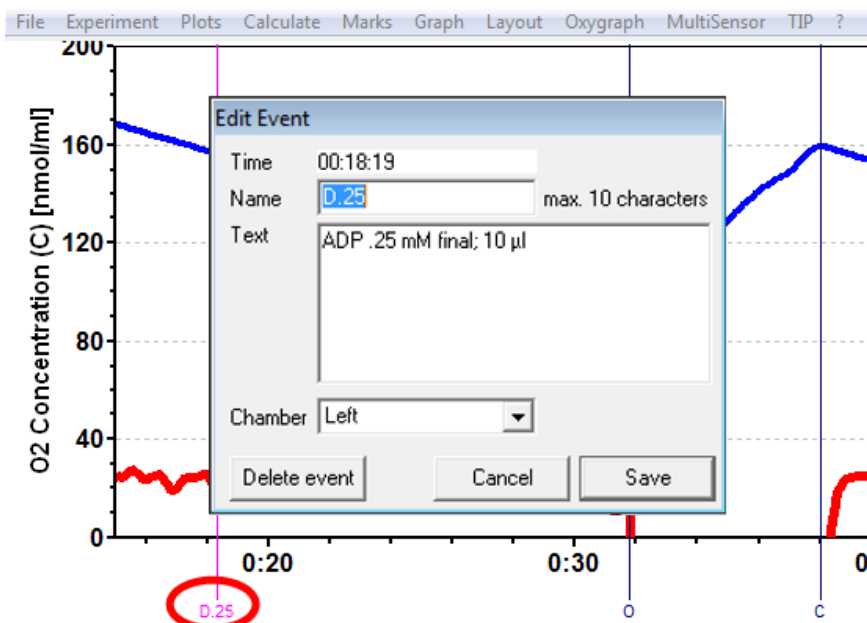 File Experiment Plots Calculate Marks Graph Layout Oxygraph MultiSensor TIP ?
O2 Concentration (C) [nmol/ml]
200
160
120
80
40
0
Edit Event
Time 00:18:19
Name D.25 max. 10 characters
Text ADP .25 mM final; 10 µl
Chamber Left
Delete event Cancel Save
0:20 0:30 0
D.25 O C